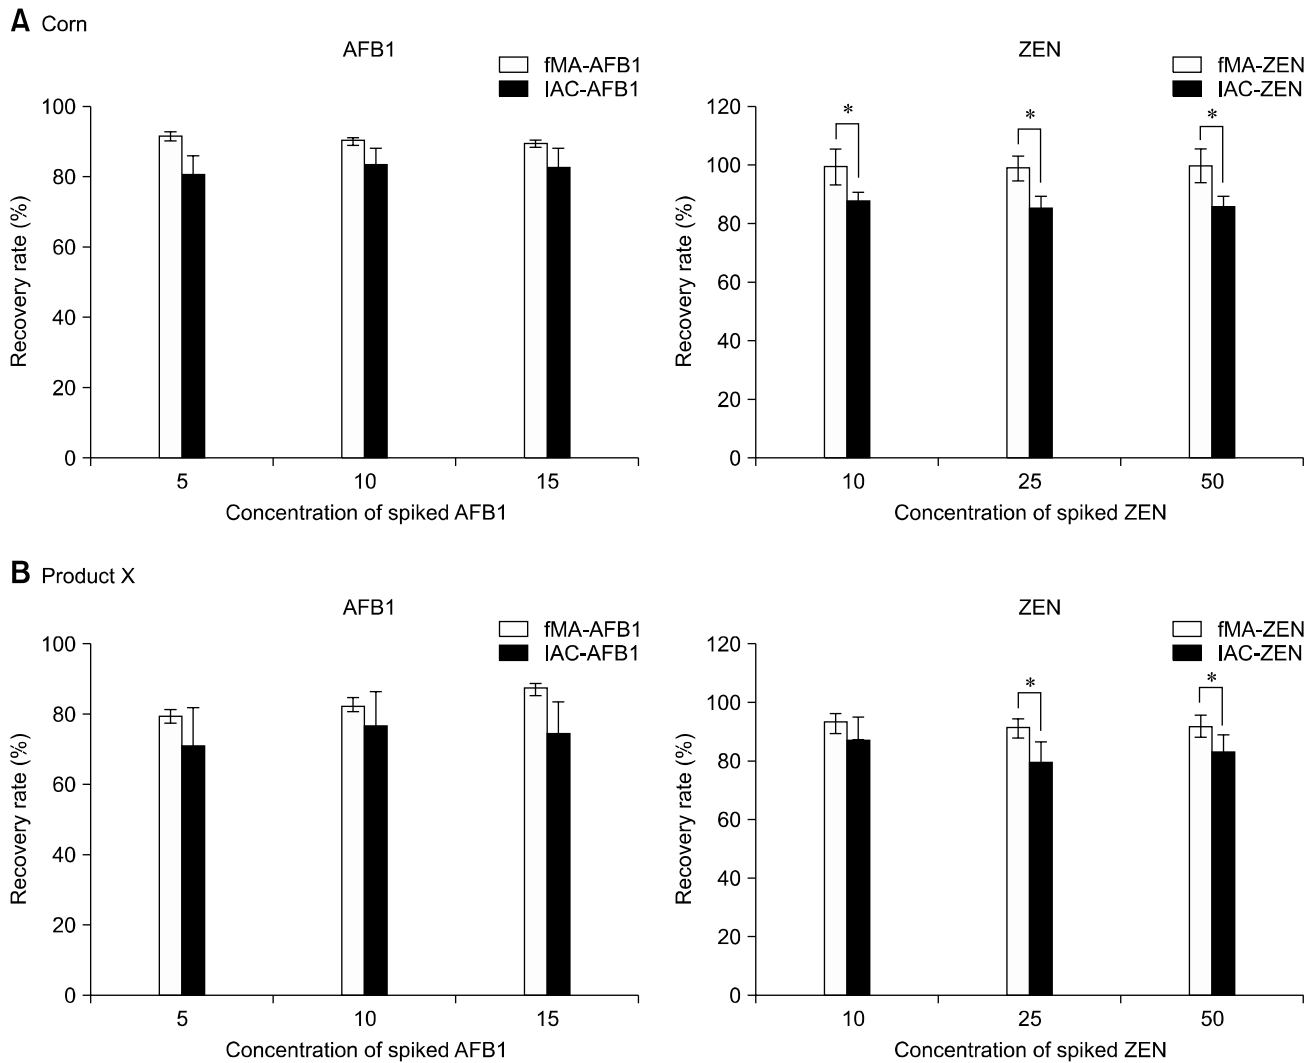 A Corn
AFB1
fMA-AFB1
IAC-AFB1
Recovery rate (%)
100
80
60
40
20
0
5 10 15
Concentration of spiked AFB1
ZEN
fMA-ZEN
IAC-ZEN
Recovery rate (%)
120
100
80
60
40
20
0
* * *
10 25 50
Concentration of spiked ZEN
B Product X
AFB1
fMA-AFB1
IAC-AFB1
Recovery rate (%)
100
80
60
40
20
0
5 10 15
Concentration of spiked AFB1
ZEN
fMA-ZEN
IAC-ZEN
Recovery rate (%)
120
100
80
60
40
20
0
* *
10 25 50
Concentration of spiked ZEN